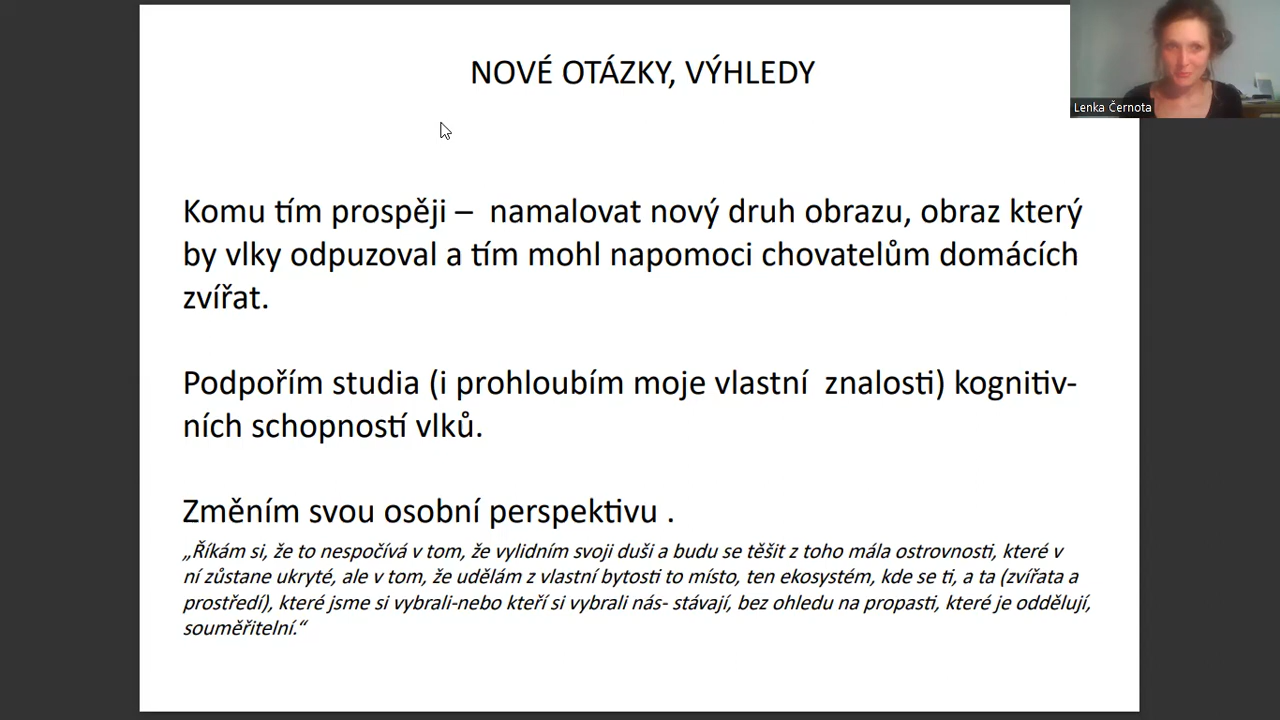 NOVÉ OTÁZKY, VÝHLEDY
Lenka Černota
Komu tím prospěji – namalovat nový druh obrazu, obraz který
by vlky odpuzoval a tím mohl napomoci chovatelům domácích
zvířat.
Podpořím studia (i prohloubím moje vlastní znalosti) kognitiv-
ních schopností vlků.
Změním svou osobní perspektivu .
„Říkám si, že to nespočívá v tom, že vylidním svoji duši a budu se těšit z toho mála ostrovnosti, které v
ní zůstane ukryté, ale v tom, že udělám z vlastní bytosti to místo, ten ekosystém, kde se ti, a ta (zvířata a
prostředí), které jsme si vybrali-nebo kteří si vybrali nás- stávají, bez ohledu na propasti, které je oddělují,
souměřitelní.“